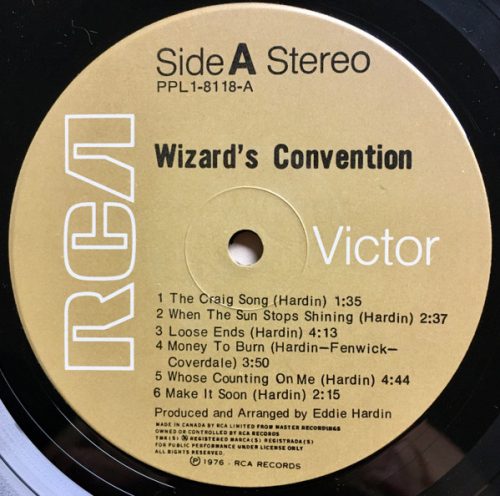 Side A Stereo
PPL1-8118-A
Wizard's Convention
RCA
Victor
1 The Craig Song (Hardin) 1:35
2 When The Sun Stops Shining (Hardin) 2:37
3 Loose Ends (Hardin) 4:13
4 Money To Burn (Hardin—Fenwick—
Coverdale) 3:50
5 Whose Counting On Me (Hardin) 4:44
6 Make It Soon (Hardin) 2:15
Produced and Arranged by Eddie Hardin
MADE IN CANADA BY RCA LIMITED FROM MASTER RECORDINGS
OWNED OR CONTROLLED BY RCA RECORDS
TMK(S) ® REGISTERED MARCA(S) REGISTRADA(S)
FOR PUBLIC PERFORMANCE UNDER LICENSE ONLY
ALL RIGHTS RESERVED.
℗ 1976 - RCA RECORDS